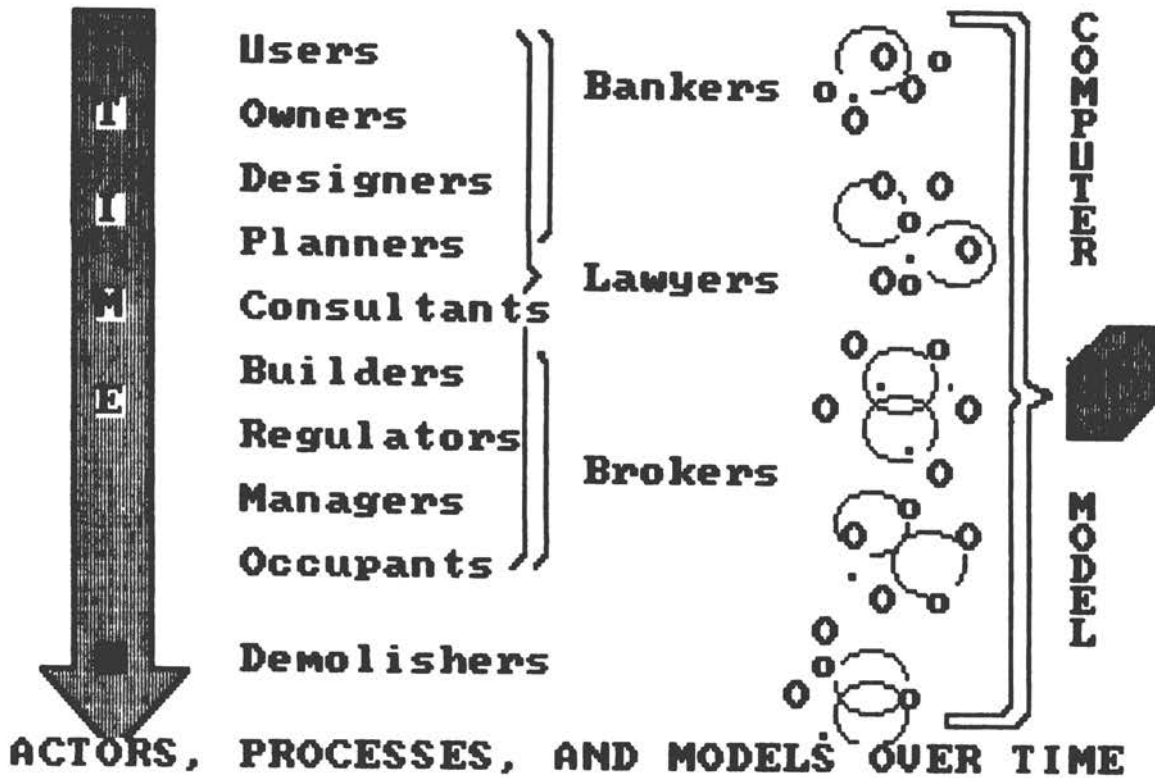 TIME
Users
Owners
Designers
Planners
Consultants
Builders
Regulators
Managers
Occupants
Demolishers
Bankers
Lawyers
Brokers
COMPUTER
MODEL
ACTORS, PROCESSES, AND MODELS OVER TIME